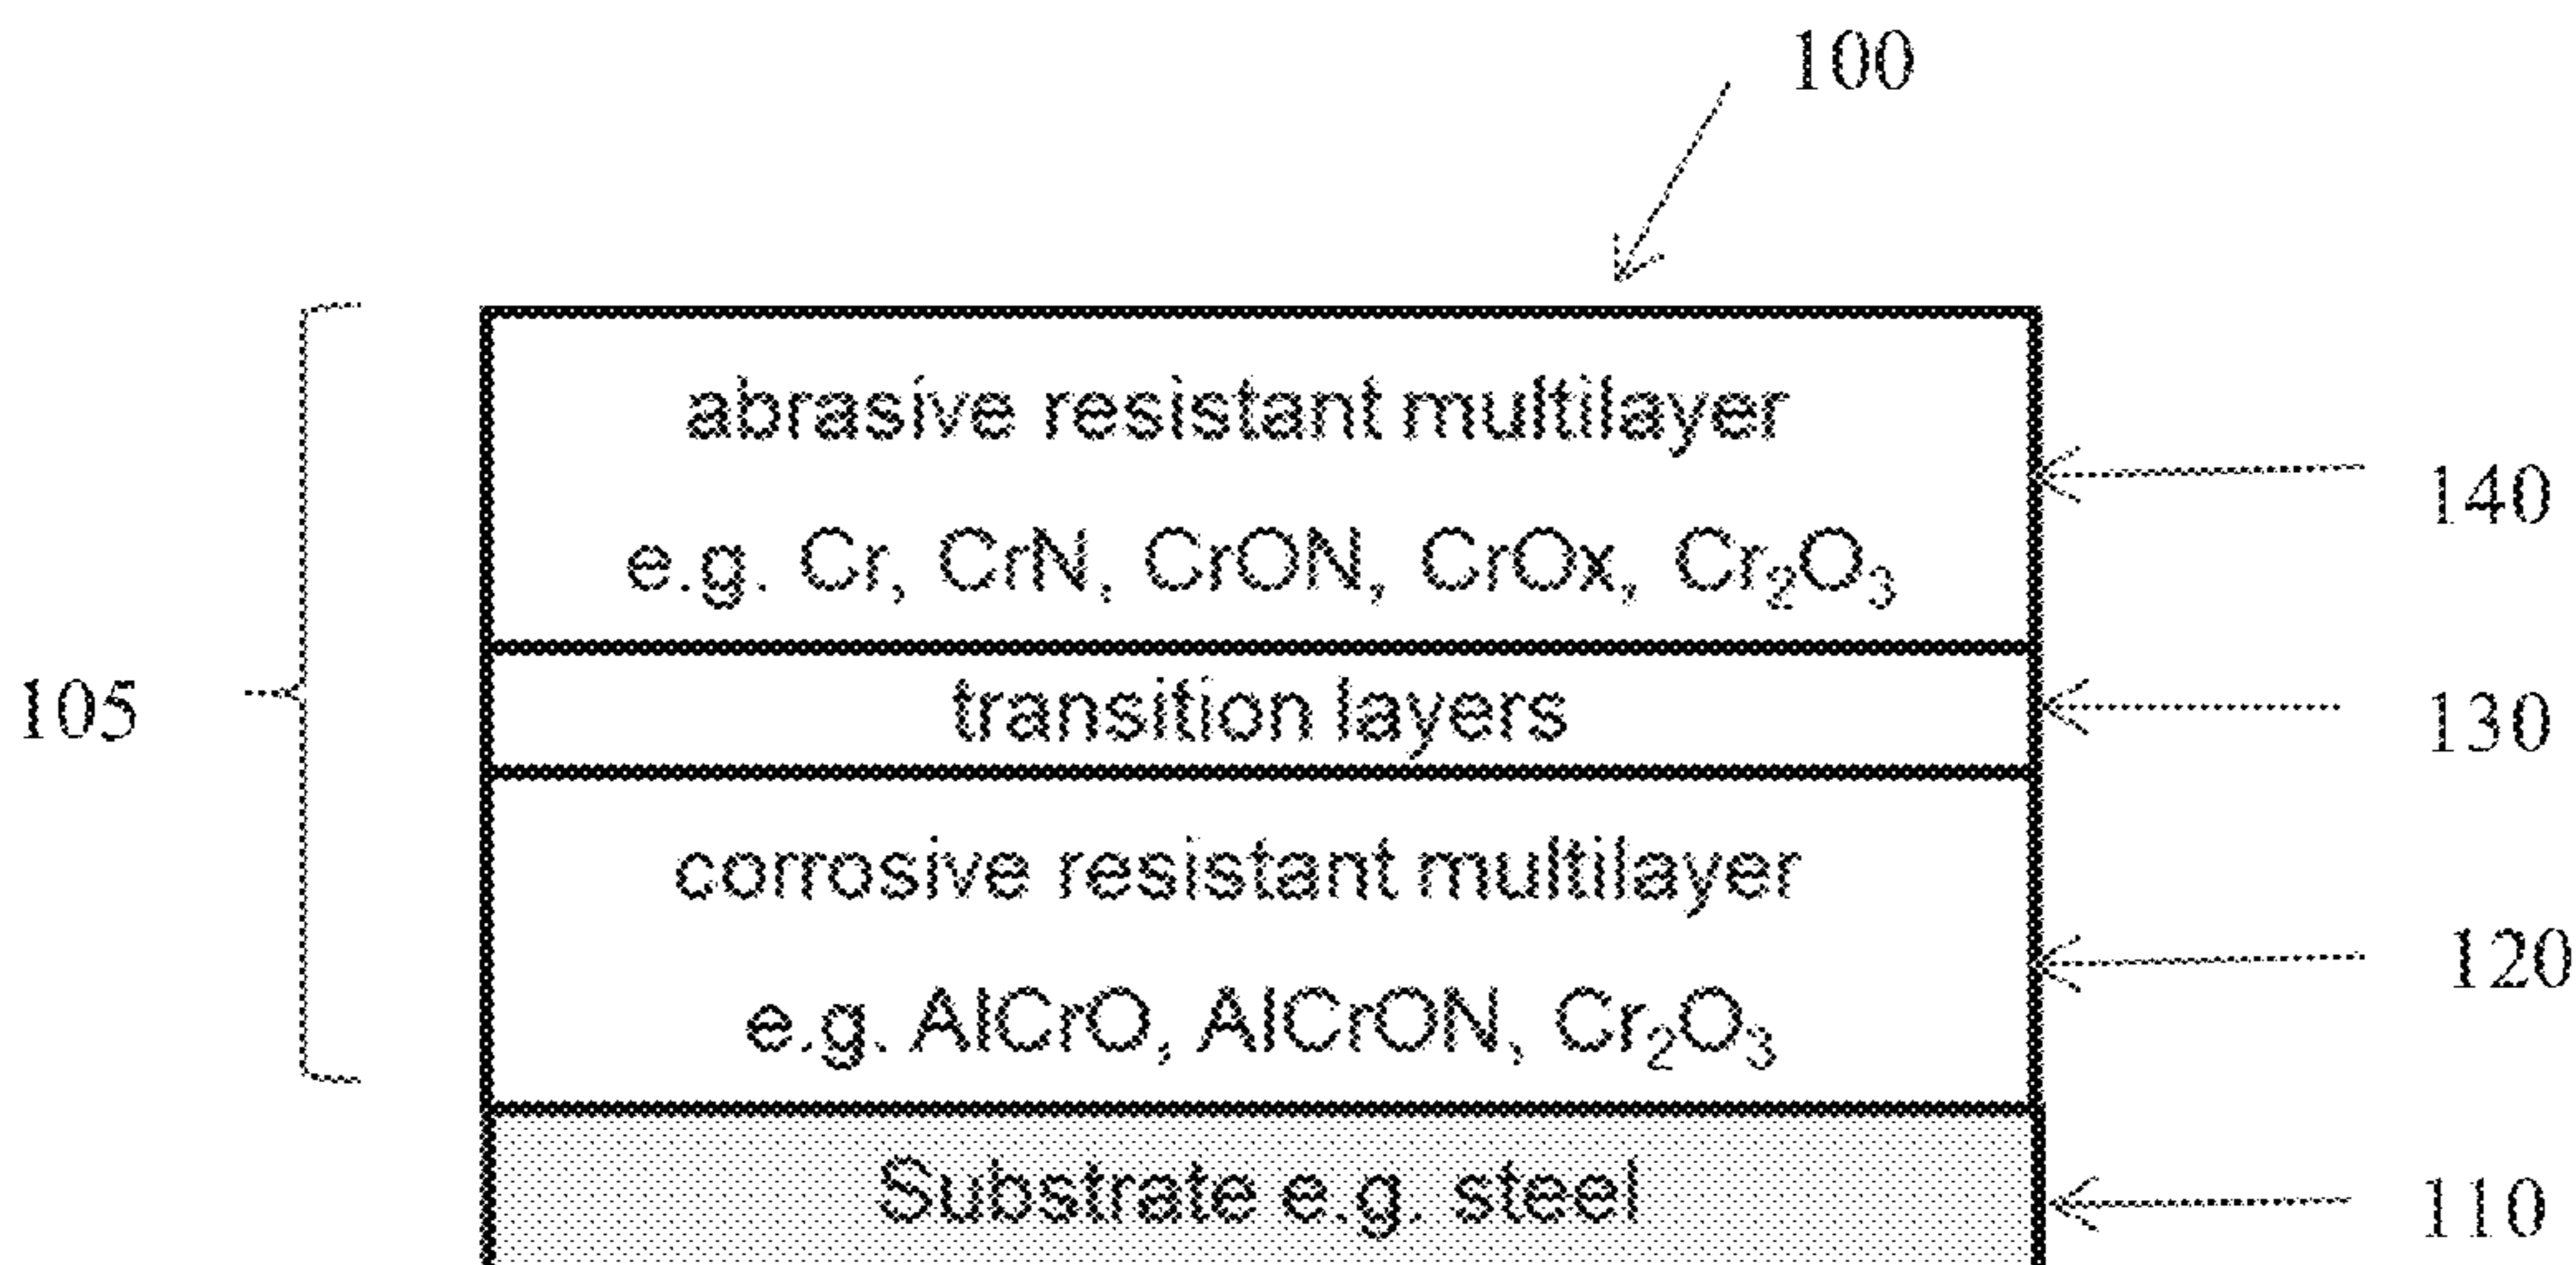 100
abrasive resistant multilayer
140
e.g. Cr, CrN, CrON, CrOx, Cr₂O₃
105
transition layers
130
corrosive resistant multilayer
120
e.g. AlCrO, AlCrON, Cr₂O₃
Substrate e.g. steel
110